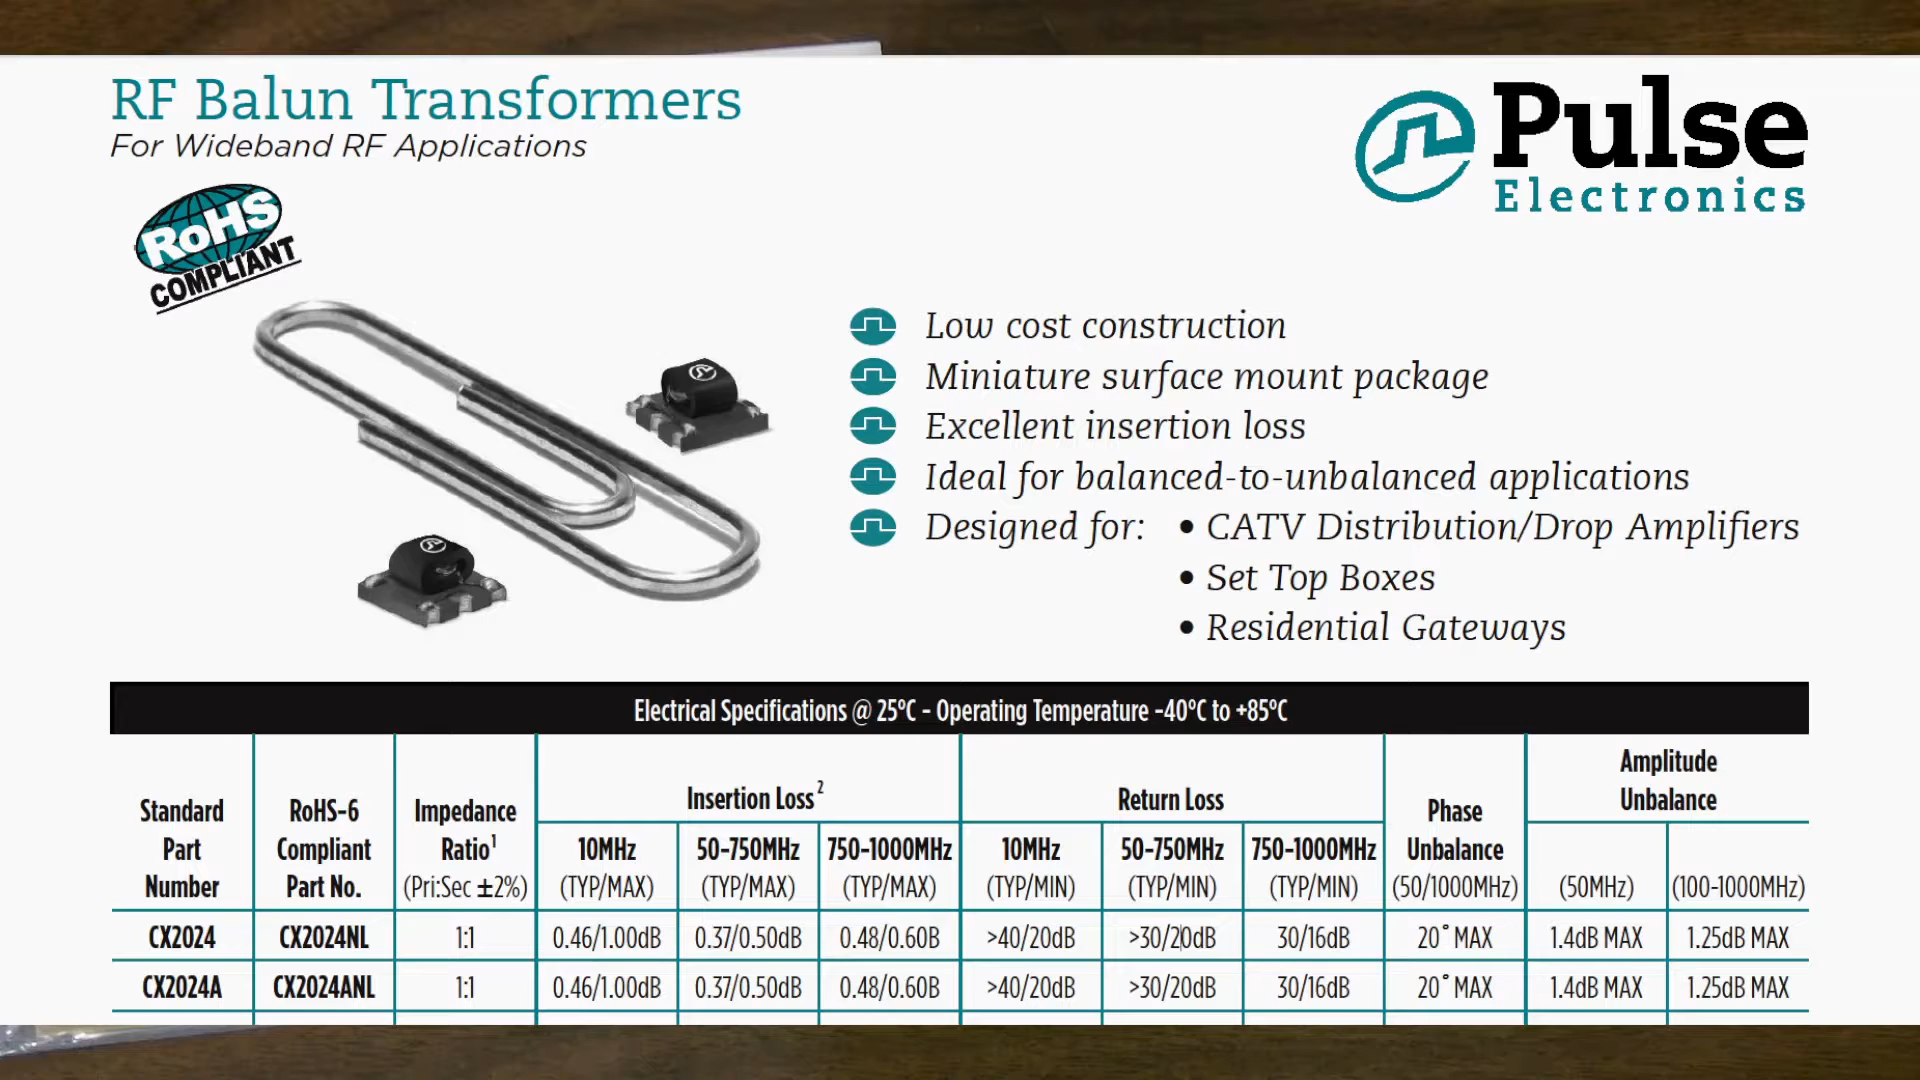 RF Balun Transformers
For Wideband RF Applications
Pulse
Electronics
RoHS
COMPLIANT
Low cost construction
Miniature surface mount package
Excellent insertion loss
Ideal for balanced-to-unbalanced applications
Designed for: • CATV Distribution/Drop Amplifiers
• Set Top Boxes
• Residential Gateways
Electrical Specifications @ 25°C - Operating Temperature -40°C to +85°C
Standard Part Number RoHS-6 Compliant Part No. Impedance Ratio¹ (Pri:Sec ±2%) Insertion Loss² Return Loss Phase Unbalance (50/1000MHz) Amplitude Unbalance
10MHz (TYP/MAX) 50-750MHz (TYP/MAX) 750-1000MHz (TYP/MAX) 10MHz (TYP/MIN) 50-750MHz (TYP/MIN) 750-1000MHz (TYP/MIN) (50MHz) (100-1000MHz)
CX2024 CX2024NL 1:1 0.46/1.00dB 0.37/0.50dB 0.48/0.60B >40/20dB >30/20dB 30/16dB 20° MAX 1.4dB MAX 1.25dB MAX
CX2024A CX2024ANL 1:1 0.46/1.00dB 0.37/0.50dB 0.48/0.60B >40/20dB >30/20dB 30/16dB 20° MAX 1.4dB MAX 1.25dB MAX